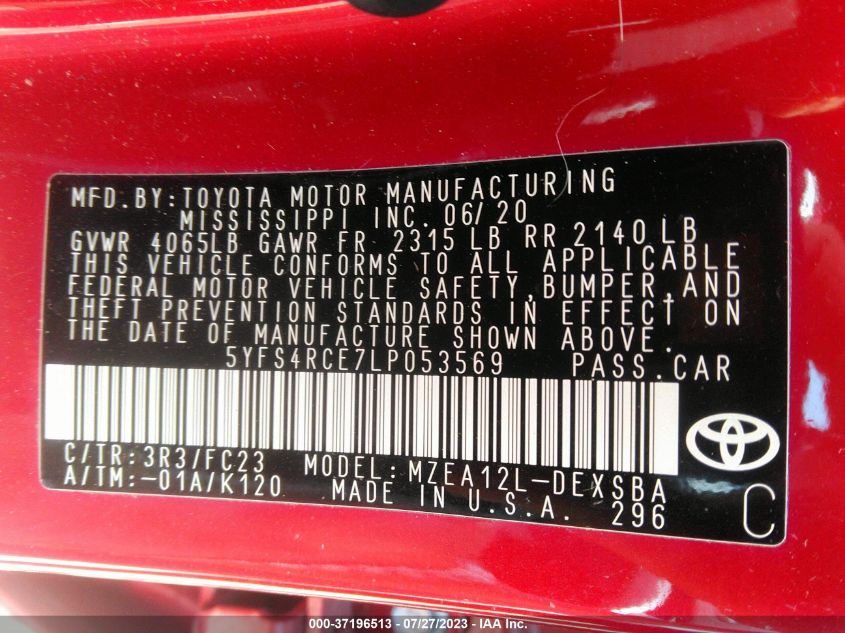 MFD.BY:TOYOTA MOTOR MANUFACTURING
MISSISSIPPI INC. 06/20
GVWR 4065LB GAWR FR 2315 LB RR 2140 LB
THIS VEHICLE CONFORMS TO ALL APPLICABLE
FEDERAL MOTOR VEHICLE SAFETY,BUMPER,AND
THEFT PREVENTION STANDARDS IN EFFECT ON
THE DATE OF MANUFACTURE SHOWN ABOVE.
5YFS4RCE7LP053569 PASS.CAR
C/TR:3R3/FC23 MODEL:MZEA12L-DEXSBA
A/TM:-01A/K120 MADE IN U.S.A. 296
C
000-37196513 / 07/27/2023 - IAA Inc.